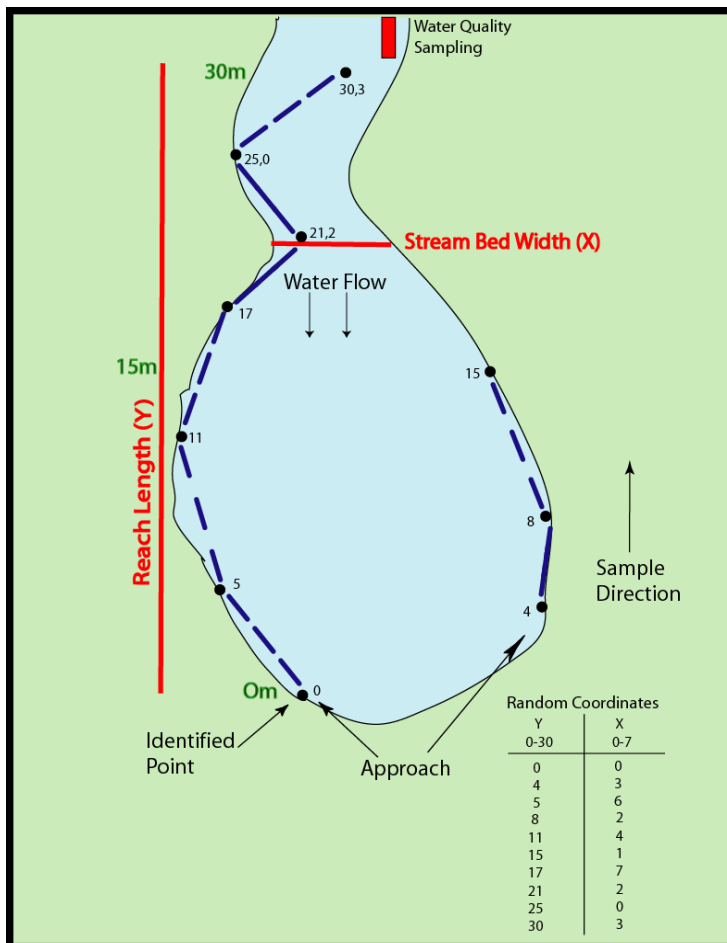 Water Quality
Sampling
30m
30,3
25,0
21,2
Stream Bed Width (X)
Water Flow
17
15m
15
11
Reach Length (Y)
8
5
Sample
Direction
4
Om
0
Identified
Point
Approach
Random Coordinates
Y X
0-30 0-7
0 0
4 3
5 6
8 2
11 4
15 1
17 7
21 2
25 0
30 3